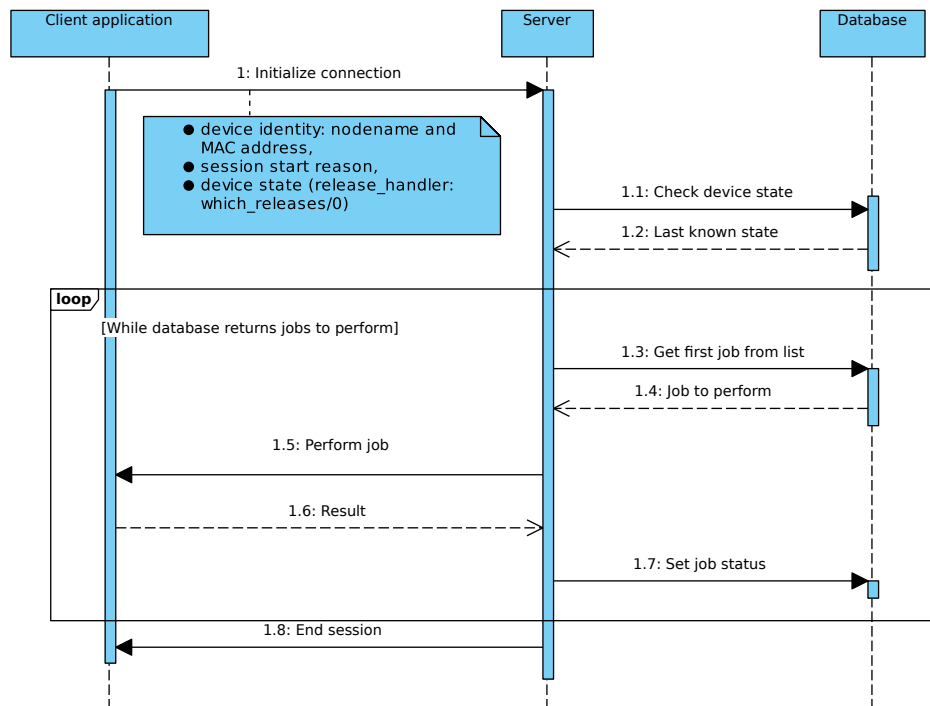 Client application
Server
Database
1: Initialize connection
● device identity: nodename and
MAC address,
● session start reason,
● device state (release_handler:
which_releases/0)
1.1: Check device state
1.2: Last known state
loop
[While database returns jobs to perform]
1.3: Get first job from list
1.4: Job to perform
1.5: Perform job
1.6: Result
1.7: Set job status
1.8: End session